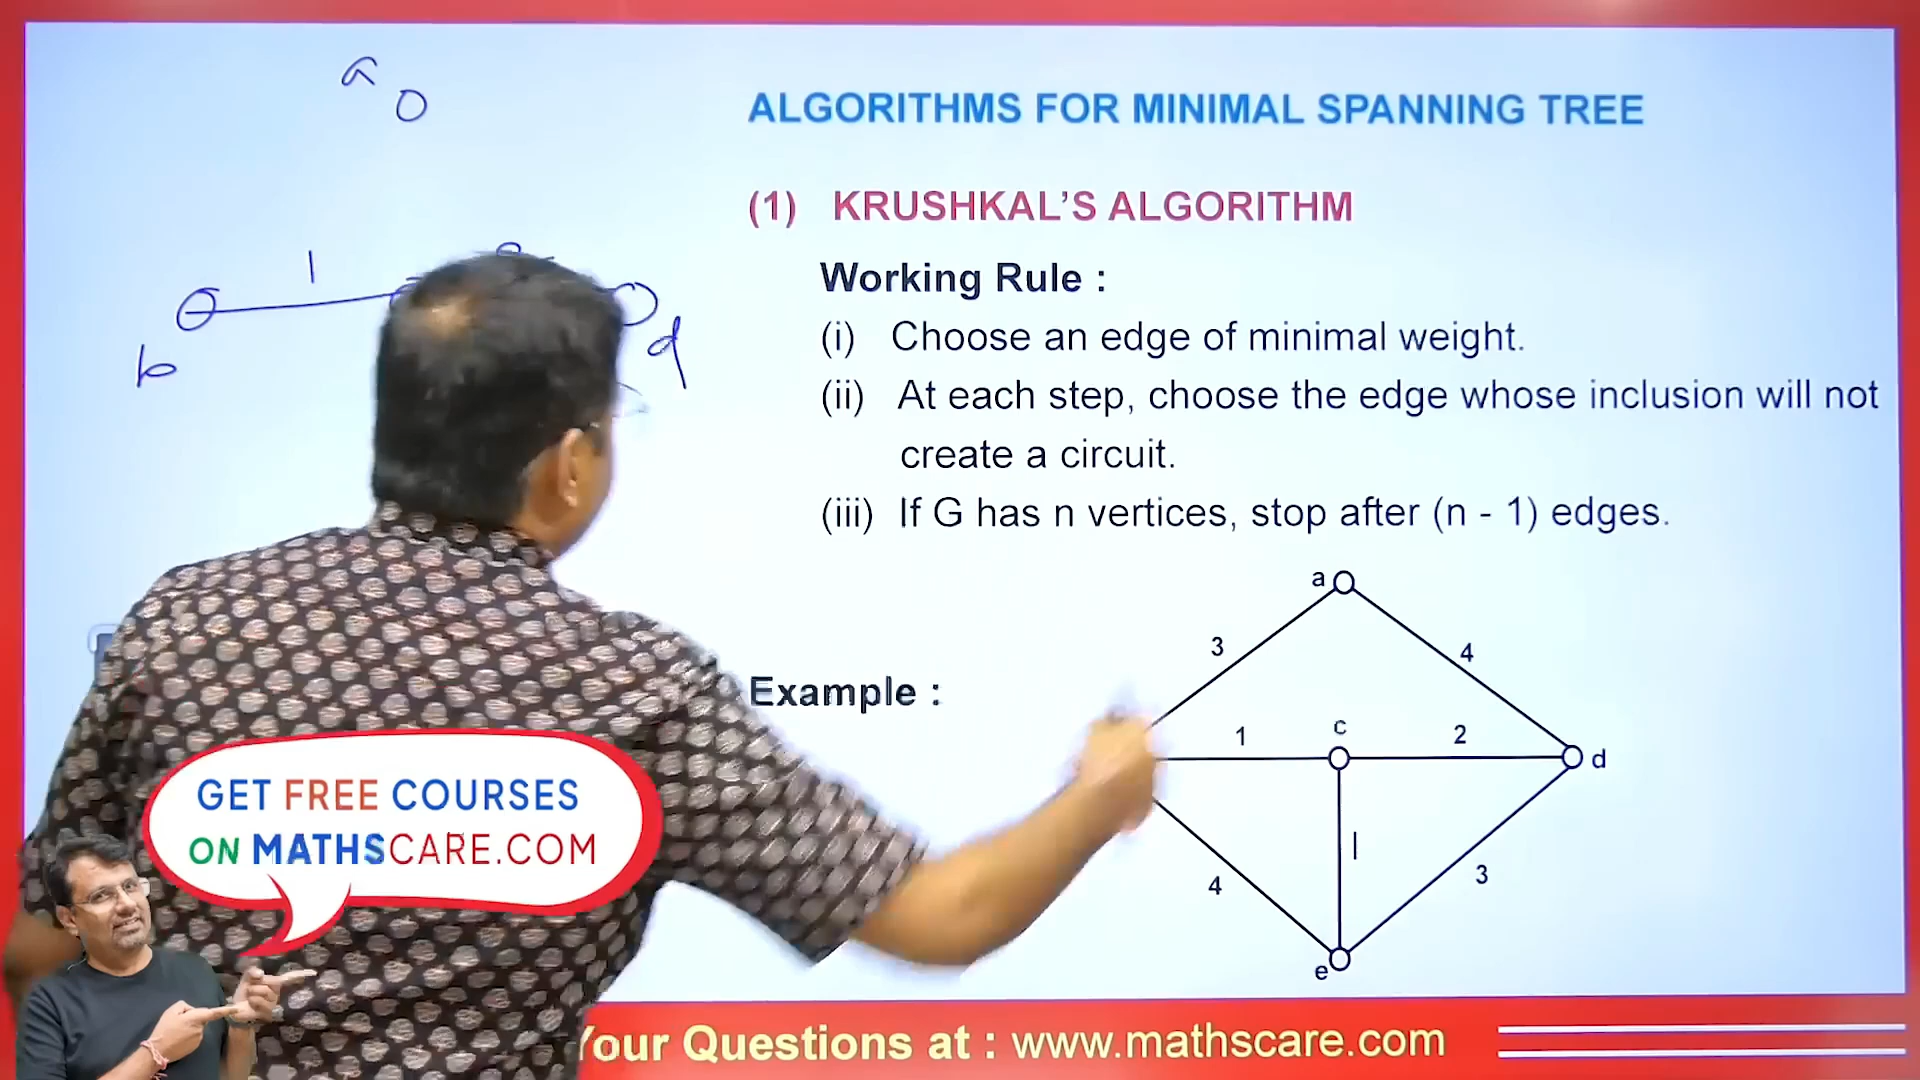 a
1
b
d
ALGORITHMS FOR MINIMAL SPANNING TREE
(1) KRUSHKAL'S ALGORITHM
Working Rule :
(i) Choose an edge of minimal weight.
(ii) At each step, choose the edge whose inclusion will not
create a circuit.
(iii) If G has n vertices, stop after (n - 1) edges.
Example :
a
3
4
c
1
2
d
1
4
3
e
GET FREE COURSES
ON MATHSCARE.COM
Your Questions at : www.mathscare.com